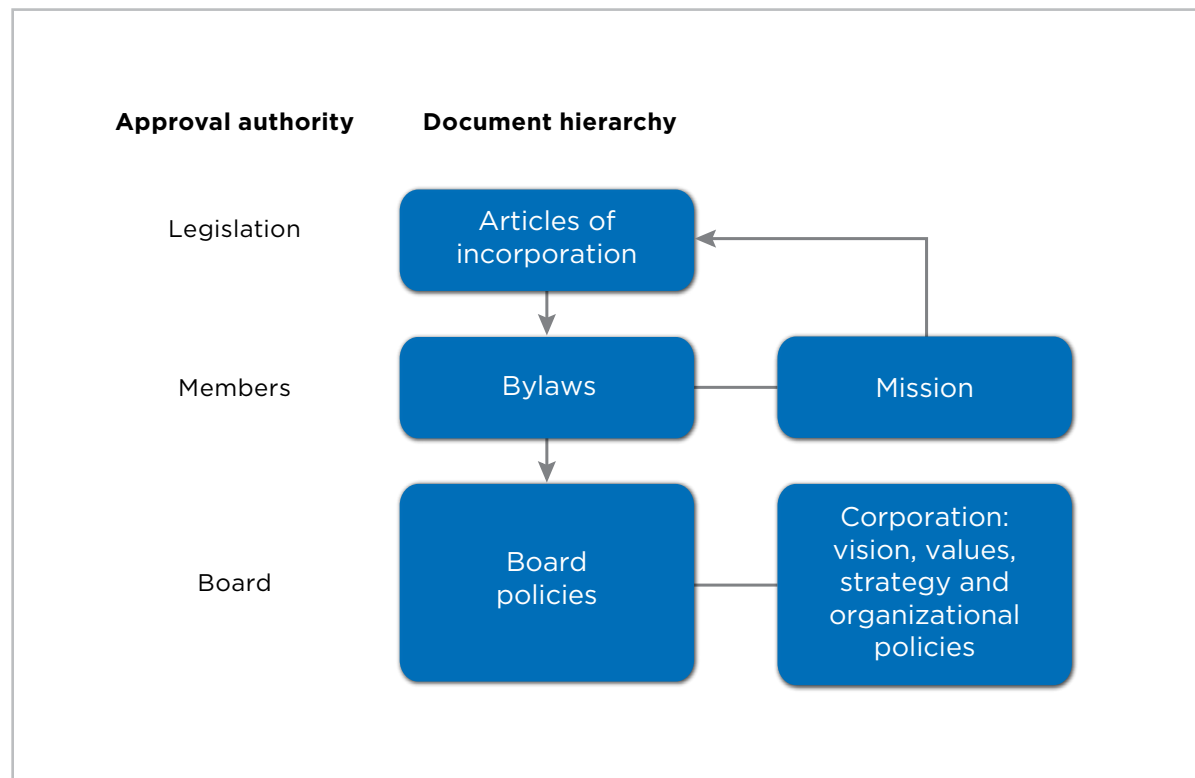 Approval authority
Document hierarchy
Legislation
Articles of
incorporation
Members
Bylaws
Mission
Board
Board
policies
Corporation:
vision, values,
strategy and
organizational
policies